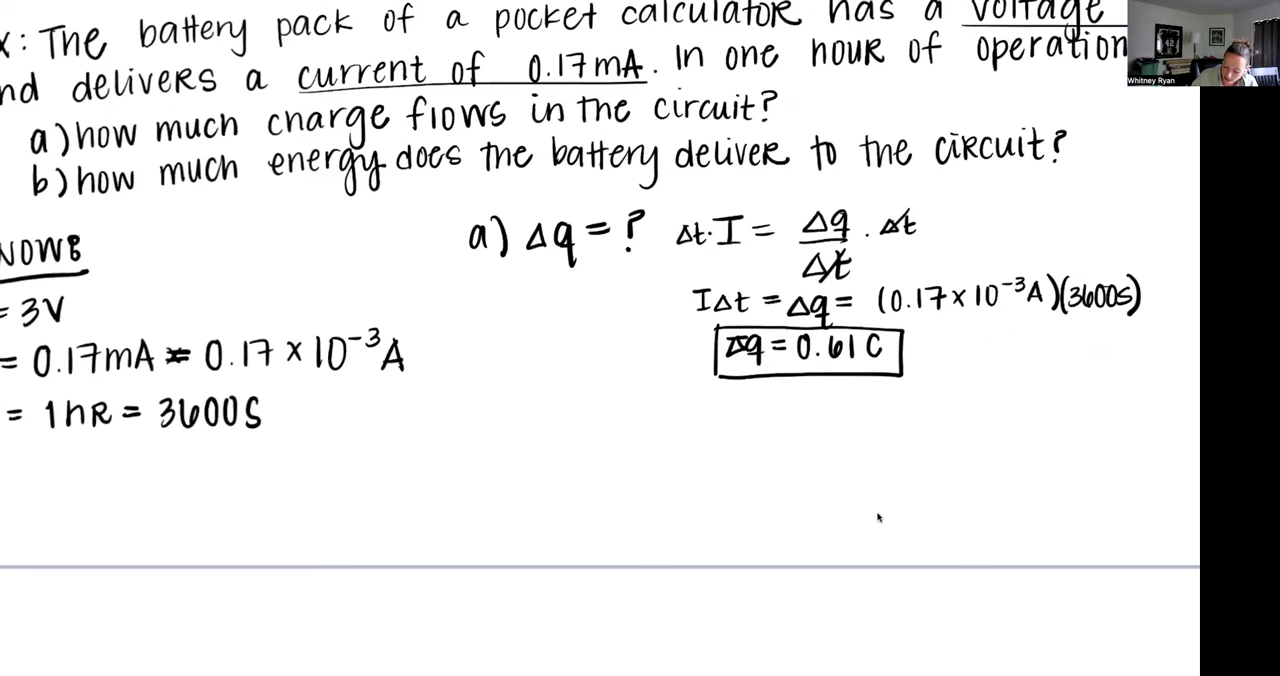 x: The battery pack of a pocket calculator has a voltage
nd delivers a current of 0.17mA. In one hour of operation
a) how much charge flows in the circuit?
b) how much energy does the battery deliver to the circuit?
a) Δq = ? Δt·I = Δq/Δt · Δt
IΔt = Δq = (0.17 × 10⁻³A)(3600s)
Δq = 0.61 C
NOWB
= 3V
= 0.17mA = 0.17 × 10⁻³A
= 1hR = 3600S
Whitney Ryan